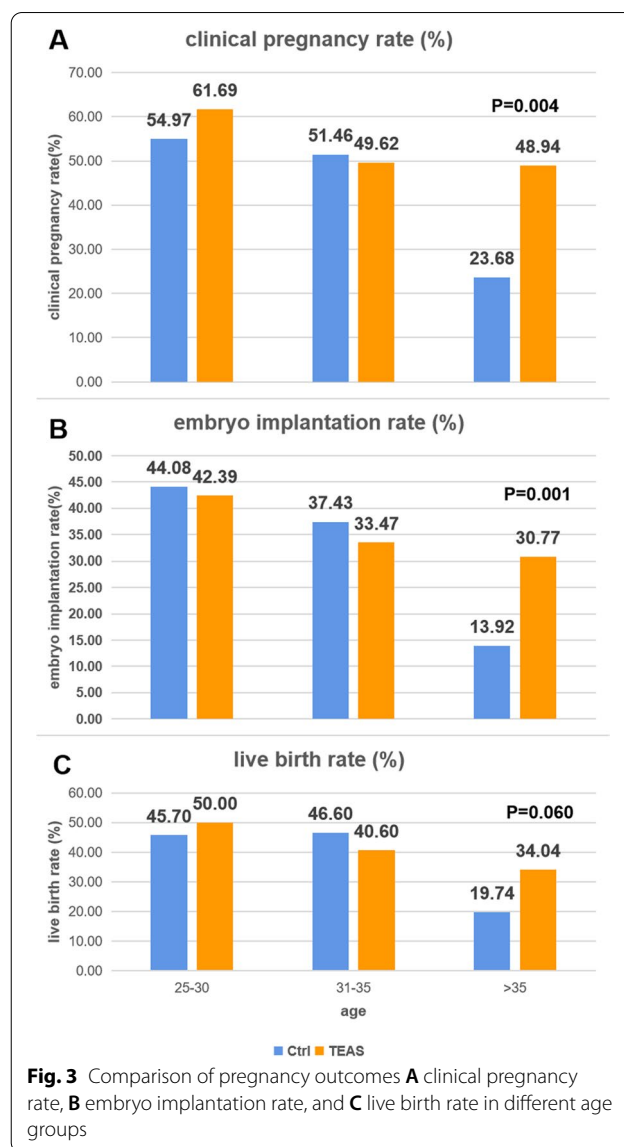 A
clinical pregnancy rate (%)
70.00
60.00
50.00
40.00
30.00
20.00
10.00
0.00
clinical pregnancy rate(%)
54.97
61.69
51.46
49.62
23.68
48.94
P=0.004
B
embryo implantation rate (%)
50.00
45.00
40.00
35.00
30.00
25.00
20.00
15.00
10.00
5.00
0.00
embryo implantation rate(%)
44.08
42.39
37.43
33.47
13.92
30.77
P=0.001
C
live birth rate (%)
60.00
50.00
40.00
30.00
20.00
10.00
0.00
live birth rate (%)
45.70
50.00
46.60
40.60
19.74
34.04
P=0.060
25-30
31-35
>35
age
Ctrl TEAS
Fig. 3 Comparison of pregnancy outcomes A clinical pregnancy
rate, B embryo implantation rate, and C live birth rate in different age
groups